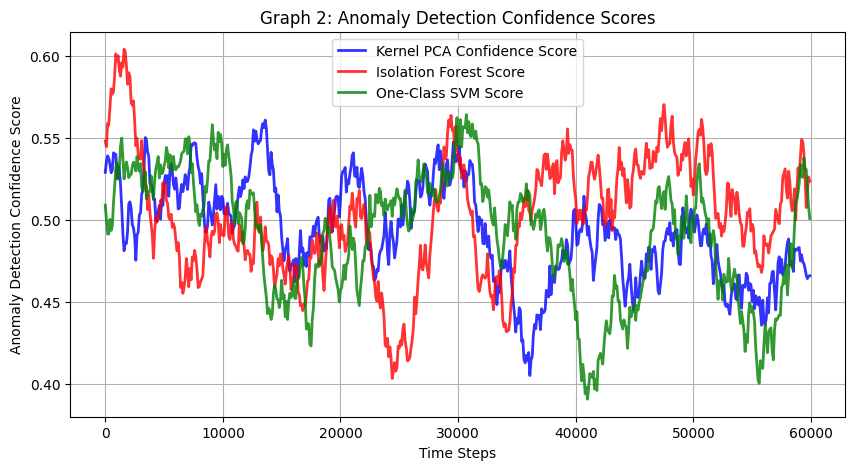 Graph 2: Anomaly Detection Confidence Scores
Kernel PCA Confidence Score
Isolation Forest Score
One-Class SVM Score
Anomaly Detection Confidence Score
0.60
0.55
0.50
0.45
0.40
0 10000 20000 30000 40000 50000 60000
Time Steps